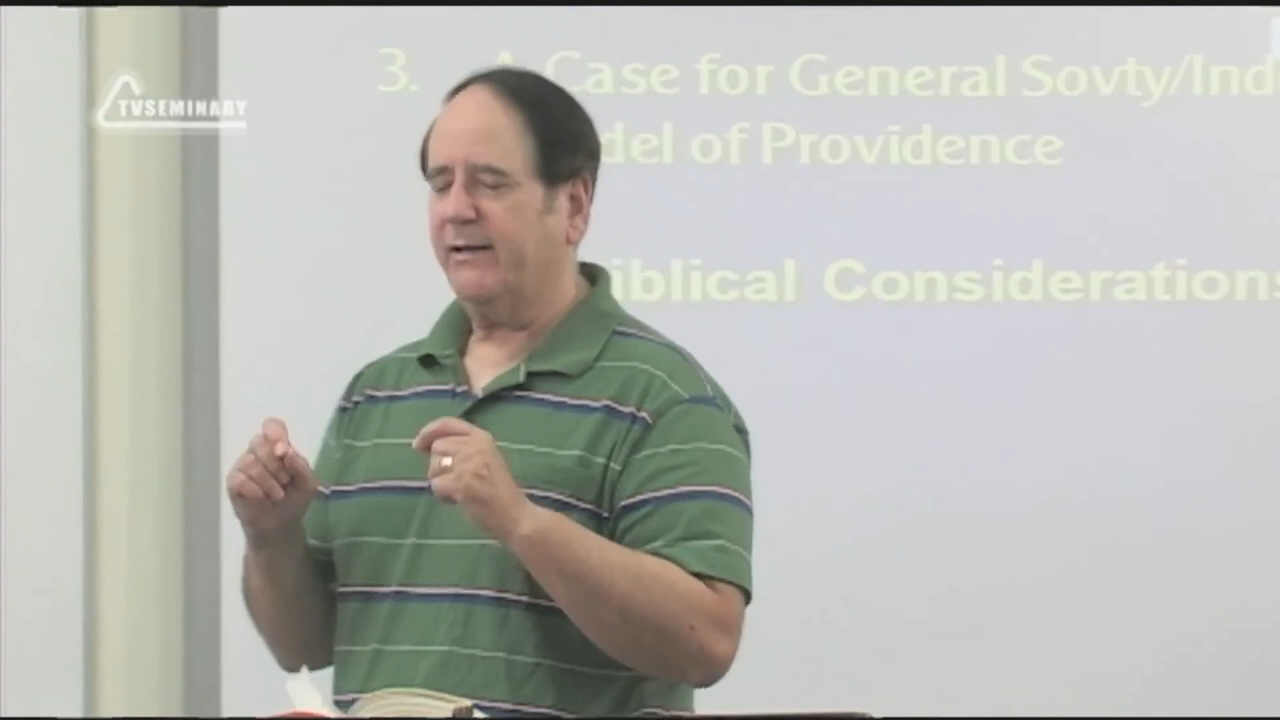 TVSEMINARY
3. A Case for General Sovty/Ind
del of Providence
iblical Considerations